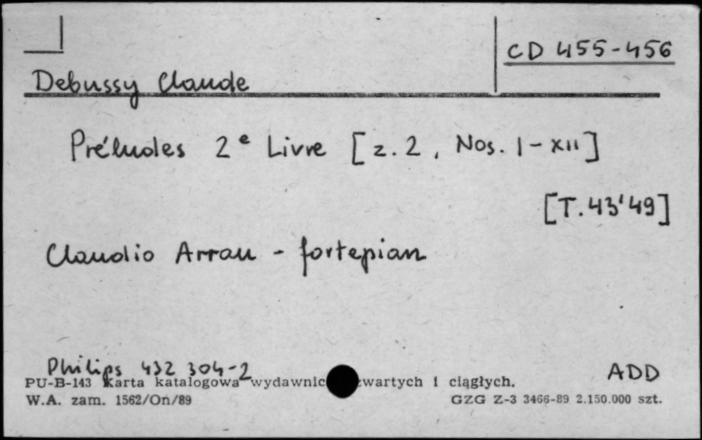 CD 455-456
Debussy Claude
Préludes 2e Livre [z. 2, Nos. I - XII]
[T. 43'49]
Claudio Arrau - fortepian
Philips 432 304-2
ADD
PU-B-143 Karta katalogowa wydawnic wartych i ciągłych.
W.A. zam. 1562/On/89
GZG Z-3 3466-89 2.150.000 szt.